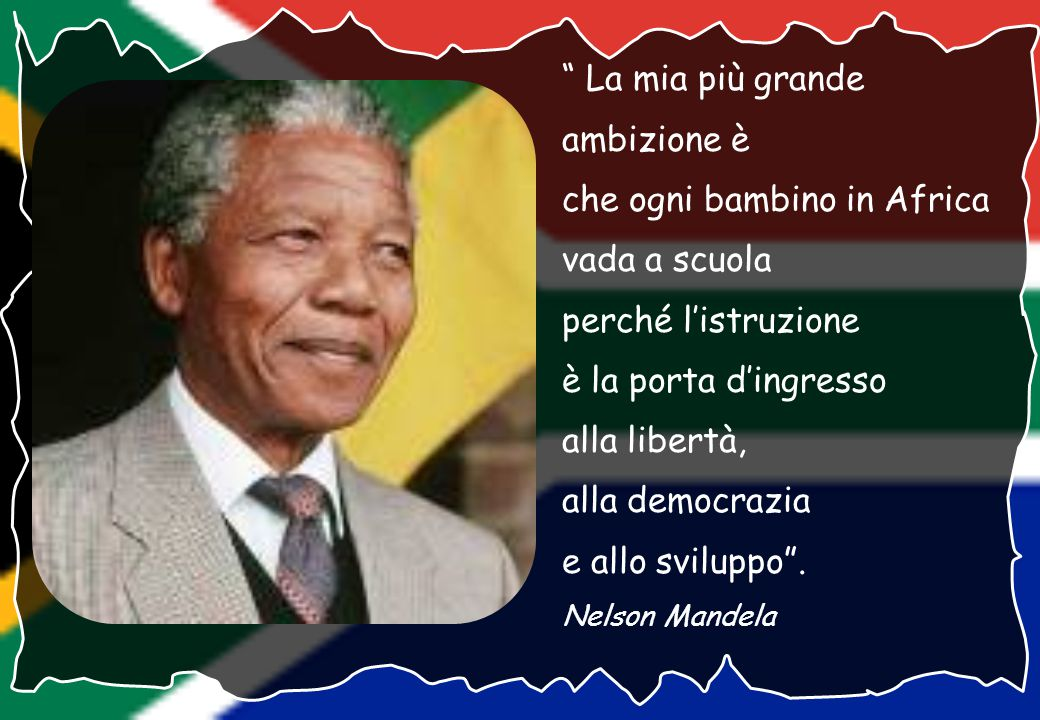 “ La mia più grande
ambizione è
che ogni bambino in Africa
vada a scuola
perché l’istruzione
è la porta d’ingresso
alla libertà,
alla democrazia
e allo sviluppo”.
Nelson Mandela